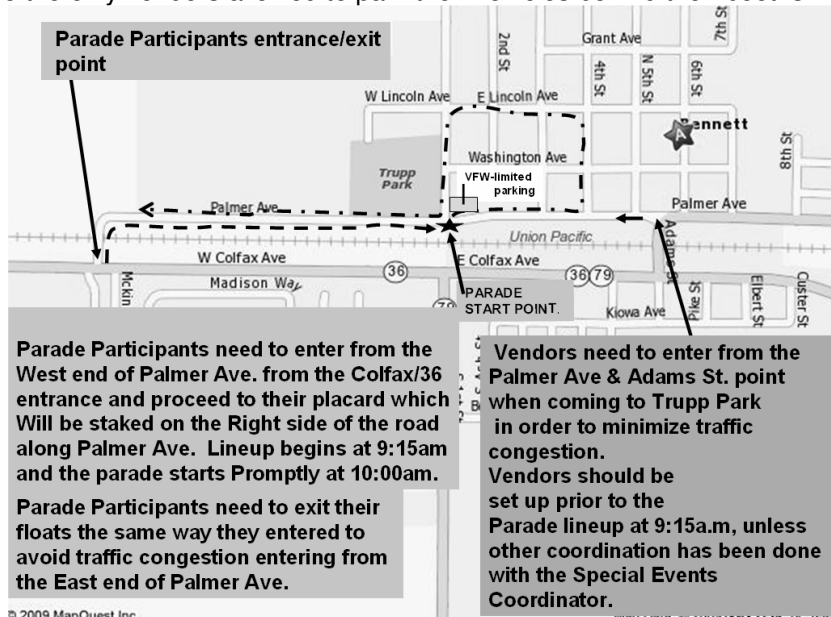 Parade Participants entrance/exit
point
2nd St
Grant Ave
7th St
4th St
N 5th St
6th St
W Lincoln Ave
E Lincoln Ave
A
Bennett
8th St
Washington Ave
Trupp
Park
VFW-limited
parking
Palmer Ave
Palmer Ave
Union Pacific
Adams St
W Colfax Ave
E Colfax Ave
36
36
79
Madison Way
79
PARADE
START POINT.
Kiowa Ave
Pike St
Elbert St
Custer St
Parade Participants need to enter from the
West end of Palmer Ave. from the Colfax/36
entrance and proceed to their placard which
Will be staked on the Right side of the road
along Palmer Ave. Lineup begins at 9:15am
and the parade starts Promptly at 10:00am.
Parade Participants need to exit their
floats the same way they entered to
avoid traffic congestion entering from
the East end of Palmer Ave.
Vendors need to enter from the
Palmer Ave & Adams St. point
when coming to Trupp Park
in order to minimize traffic
congestion.
Vendors should be
set up prior to the
Parade lineup at 9:15a.m, unless
other coordination has been done
with the Special Events
Coordinator.
© 2009 MapQuest Inc